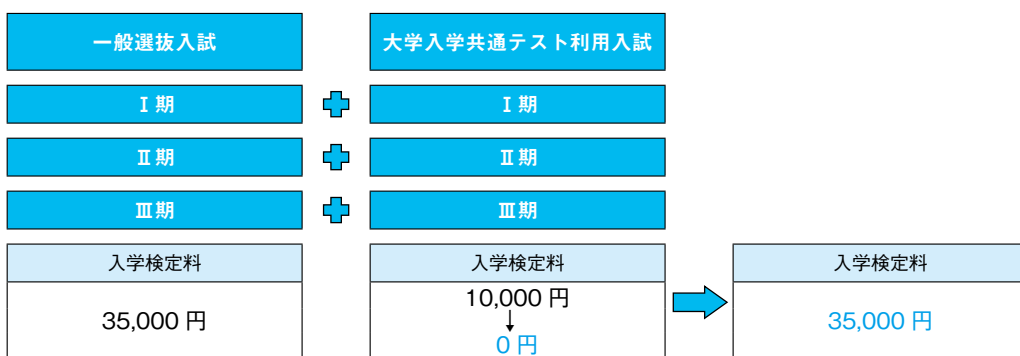 一般選抜入試
大学入学共通テスト利用入試
Ⅰ期
Ⅰ期
Ⅱ期
Ⅱ期
Ⅲ期
Ⅲ期
入学検定料
入学検定料
入学検定料
35,000 円
10,000 円
0 円
35,000 円